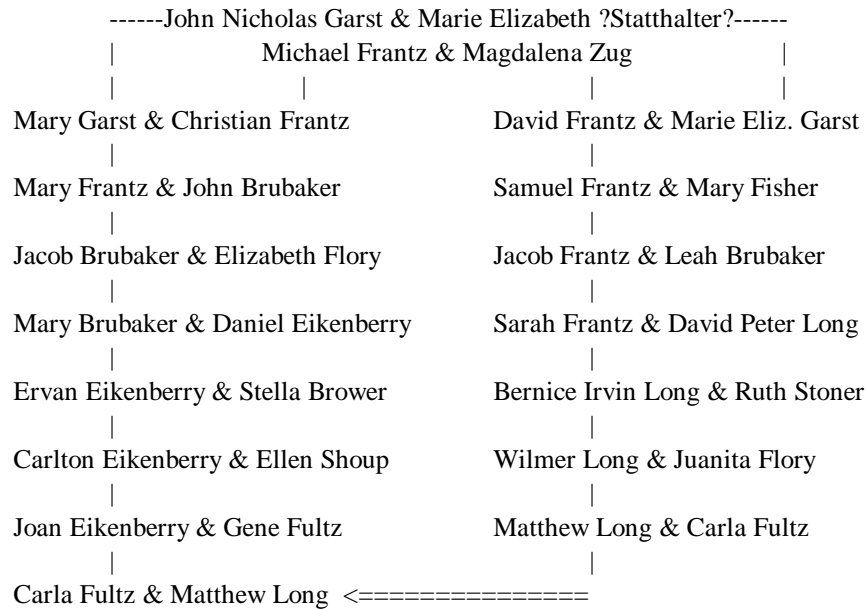 ------John Nicholas Garst & Marie Elizabeth ?Statthalter?------
| Michael Frantz & Magdalena Zug |
| | | |
Mary Garst & Christian Frantz David Frantz & Marie Eliz. Garst
| |
Mary Frantz & John Brubaker Samuel Frantz & Mary Fisher
| |
Jacob Brubaker & Elizabeth Flory Jacob Frantz & Leah Brubaker
| |
Mary Brubaker & Daniel Eikenberry Sarah Frantz & David Peter Long
| |
Ervan Eikenberry & Stella Brower Bernice Irvin Long & Ruth Stoner
| |
Carlton Eikenberry & Ellen Shoup Wilmer Long & Juanita Flory
| |
Joan Eikenberry & Gene Fultz Matthew Long & Carla Fultz
| |
Carla Fultz & Matthew Long <===============